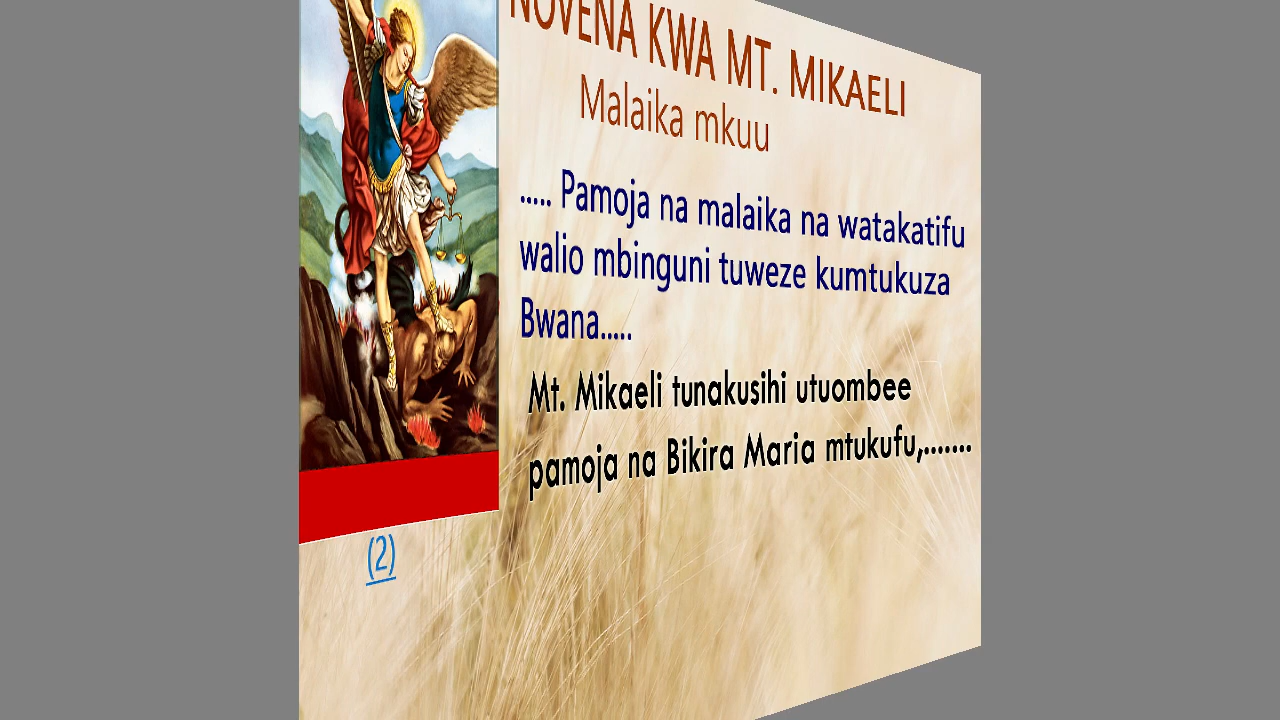 NOVENA KWA MT. MIKAELI
Malaika mkuu
..... Pamoja na malaika na watakatifu
walio mbinguni tuweze kumtukuza
Bwana.....
Mt. Mikaeli tunakusihi utuombee
pamoja na Bikira Maria mtukufu,.......
(2)